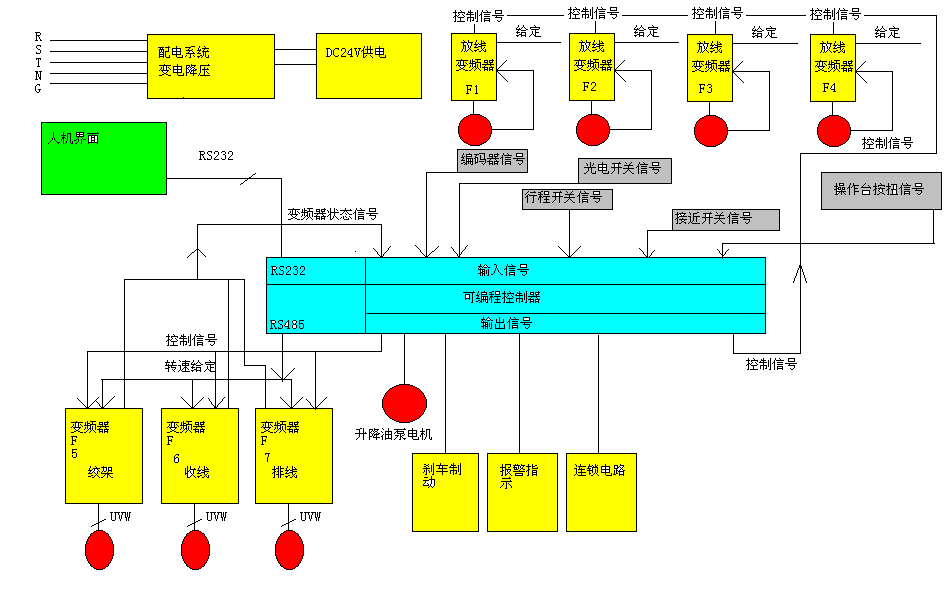 控制信号
控制信号
控制信号
控制信号
给定
给定
给定
给定
R
S
T
N
G
配电系统
变电降压
DC24V供电
放线
变频器
F1
放线
变频器
F2
放线
变频器
F3
放线
变频器
F4
控制信号
人机界面
RS232
编码器信号
光电开关信号
行程开关信号
操作台按扭信号
接近开关信号
变频器状态信号
RS232
输入信号
可编程控制器
RS485
输出信号
控制信号
转速给定
控制信号
变频器
F
5
绞架
变频器
F
6
收线
变频器
F
7
排线
升降油泵电机
刹车制
动
报警指
示
连锁电路
UVW
UVW
UVW